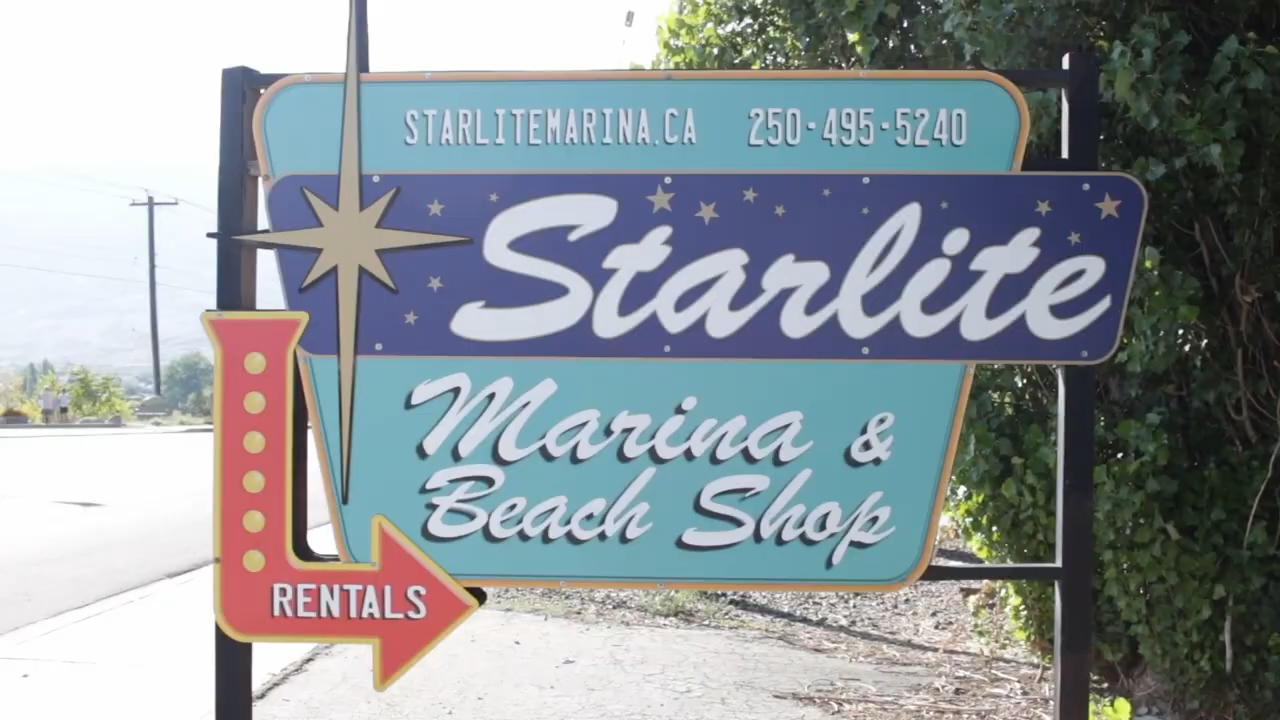 STARLITEMARINA.CA 250-495-5240
Starlite
Marina &
Beach Shop
RENTALS